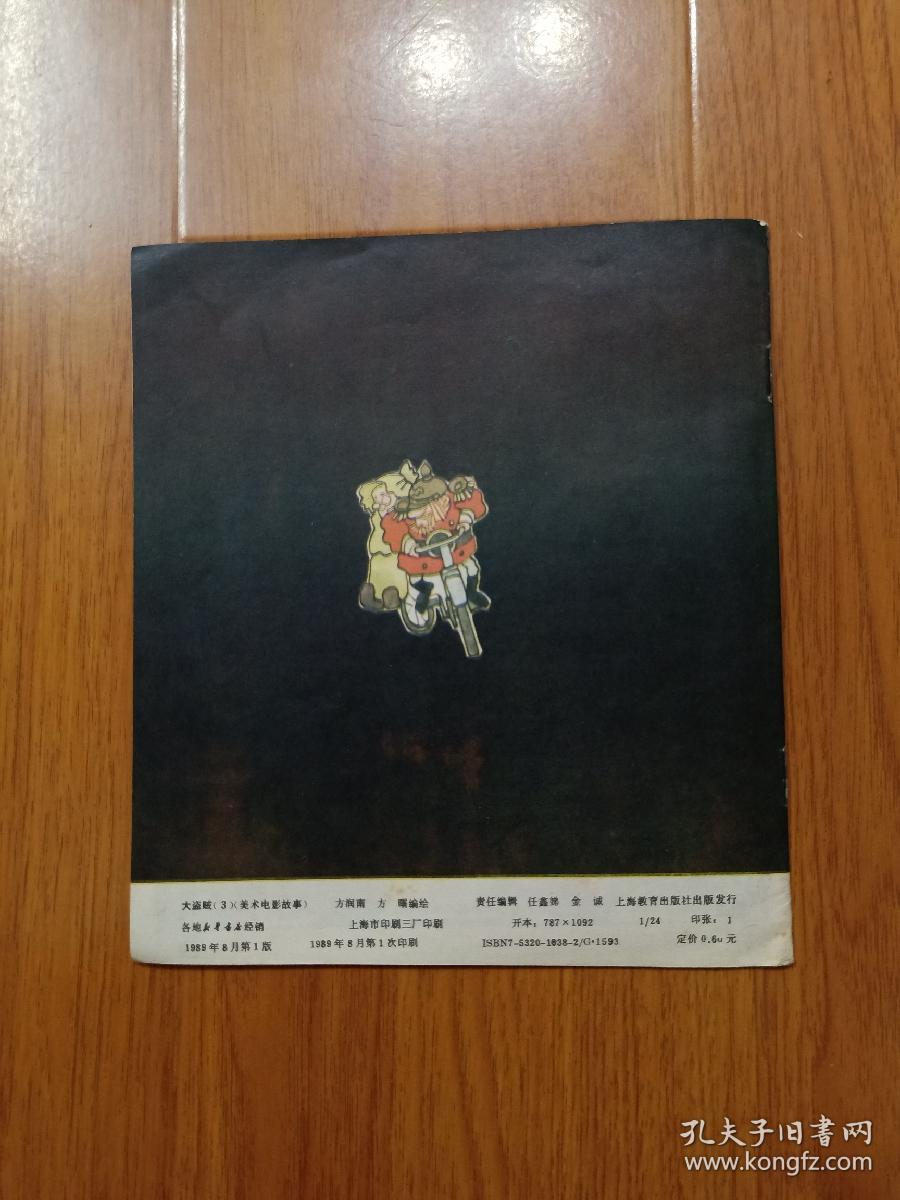 大盗贼(3)(美术电影故事) 方润南 方 曙编绘 责任编辑 任鑫锦 金 诚 上海教育出版社出版发行
各地新华书店经销 上海市印刷三厂印刷 开本:787×1092 1/24 印张:1
1989年8月第1版 1989年8月第1次印刷 ISBN7-5320-1038-2/G·1593 定价0.60元
孔夫子旧书网
www.kongfz.com